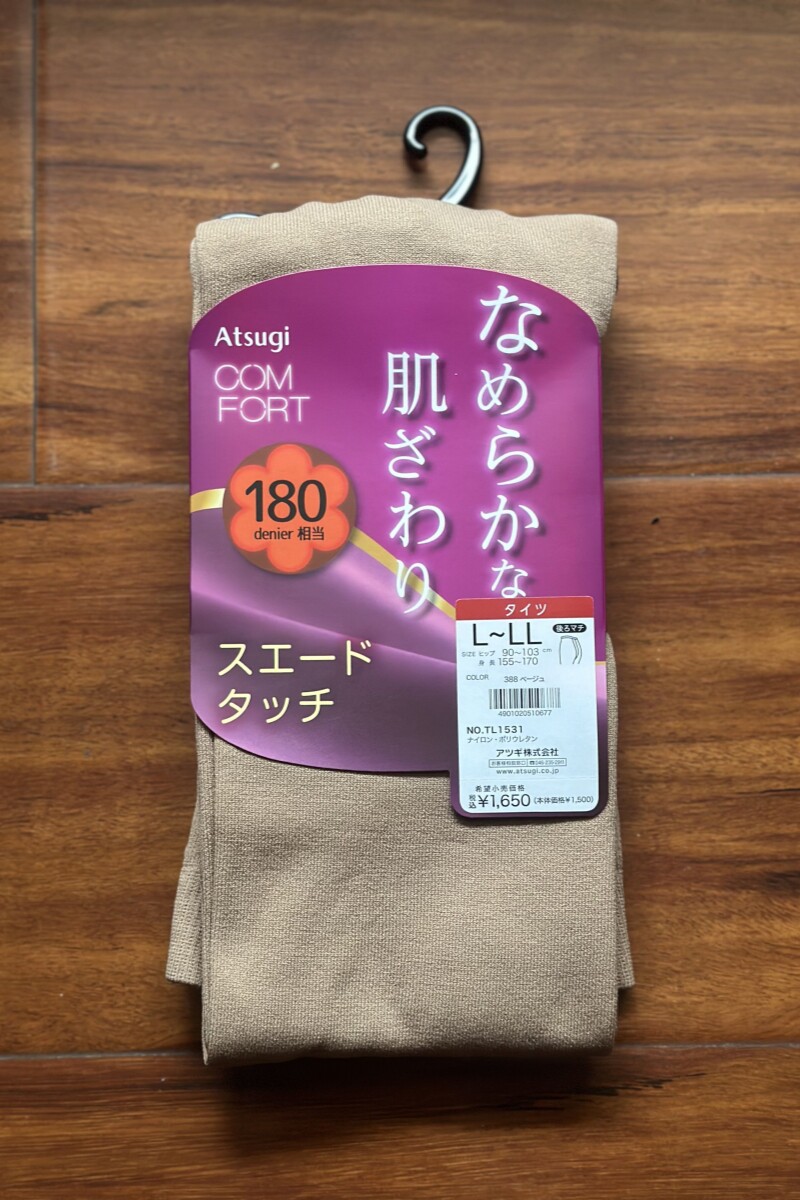 Atsugi
COM
FORT
なめらかな
肌ざわり
180
denier 相当
スエード
タッチ
タイツ
L~LL
後ろマチ
SIZE ヒップ 90~103 cm
身長 155~170
COLOR 388 ベージュ
4901020510677
NO.TL1531
ナイロン・ポリウレタン
アツギ株式会社
www.atsugi.co.jp
希望小売価格
税込 ¥1,650 (本体価格¥1,500)